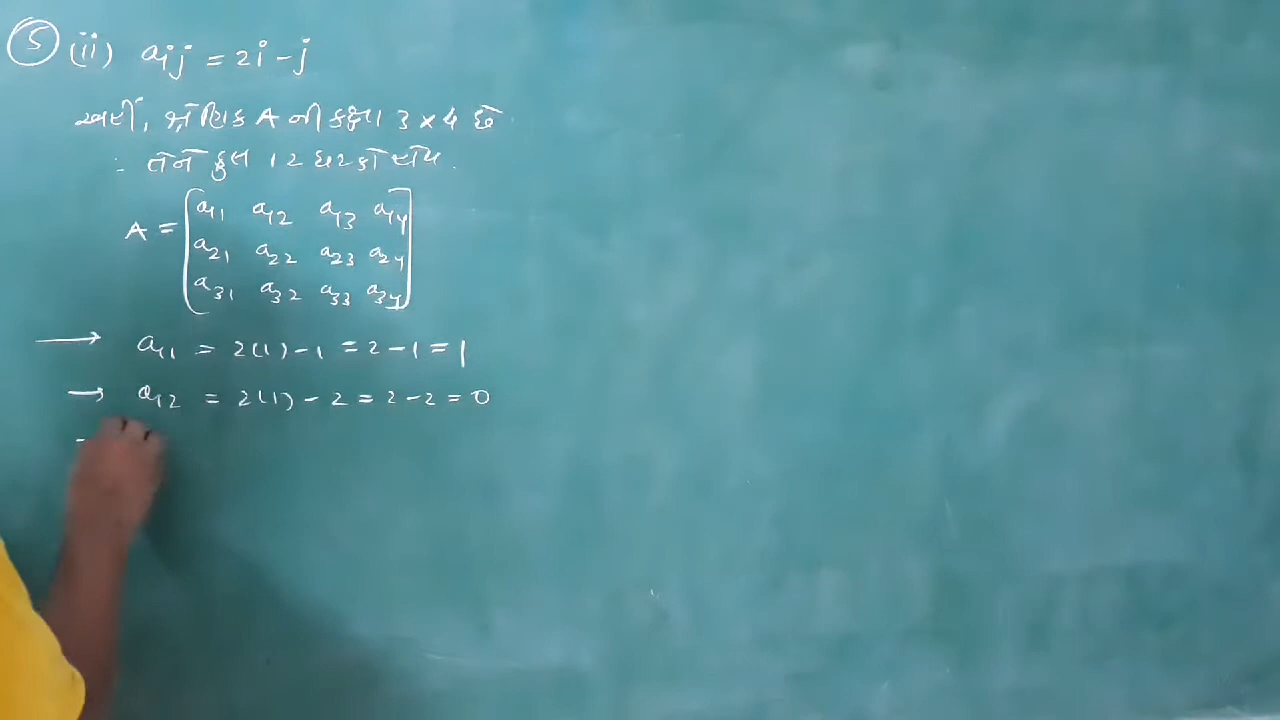 5 (ii) aij = 2i - j
અહીં, શ્રેણિક A ની કક્ષા 3 × 4 છે
∴ તેને કુલ 12 ઘટકો હોય.
A = [a11 a12 a13 a14
a21 a22 a23 a24
a31 a32 a33 a34]
→ a11 = 2(1) - 1 = 2 - 1 = 1
→ a12 = 2(1) - 2 = 2 - 2 = 0